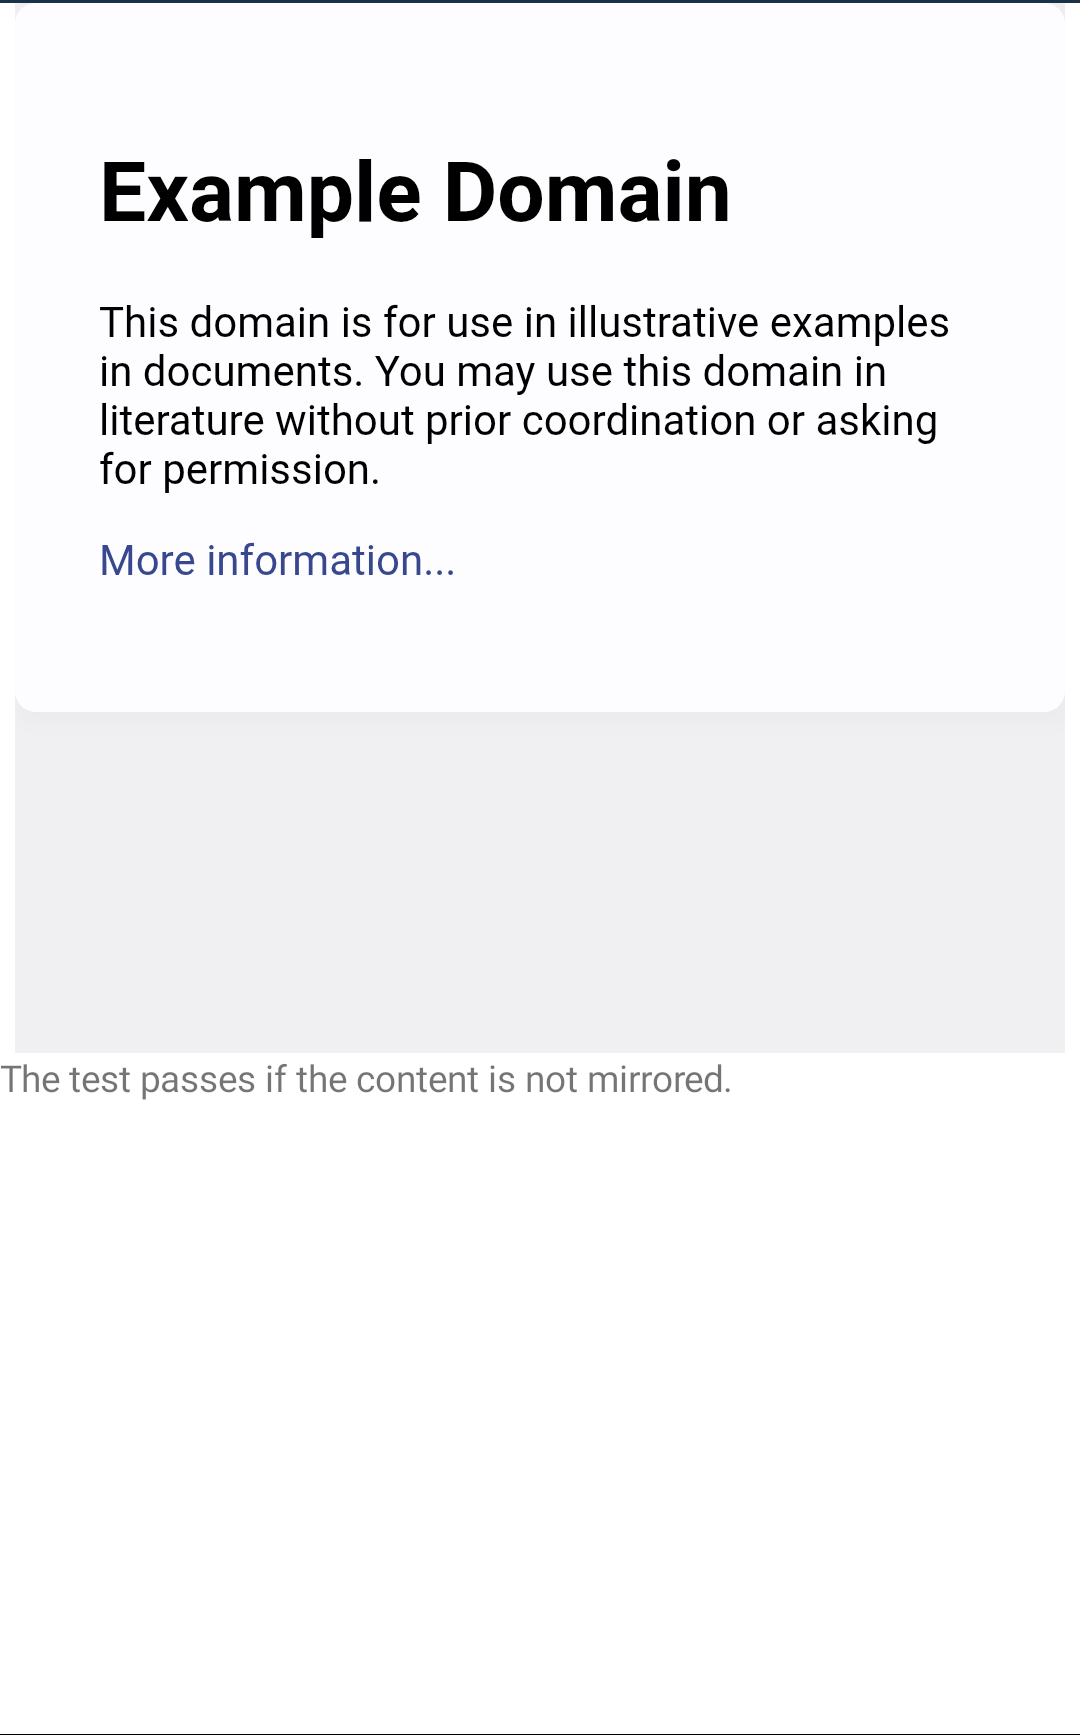 Example Domain
This domain is for use in illustrative examples
in documents. You may use this domain in
literature without prior coordination or asking
for permission.
More information...
The test passes if the content is not mirrored.